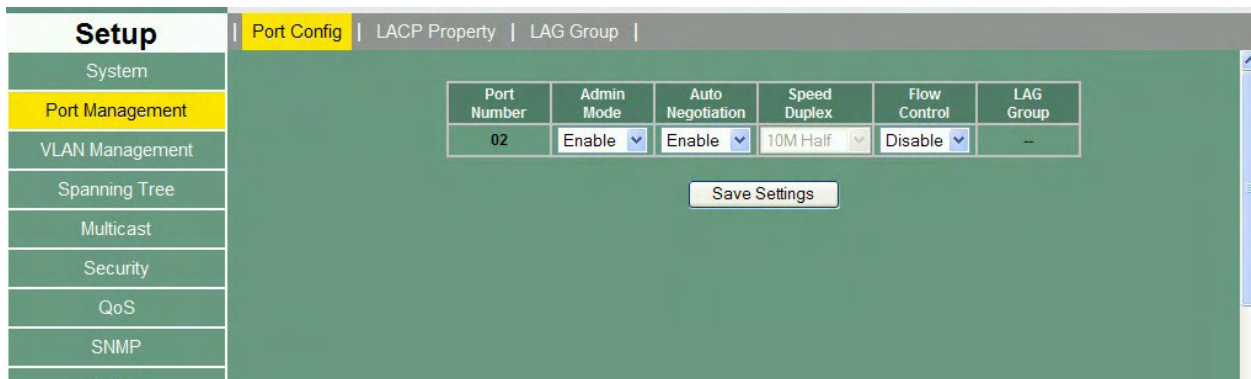 Setup
| Port Config | LACP Property | LAG Group |
System
Port Management
VLAN Management
Spanning Tree
Multicast
Security
QoS
SNMP
Port Number Admin Mode Auto Negotiation Speed Duplex Flow Control LAG Group
02 Enable Enable 10M Half Disable --
Save Settings